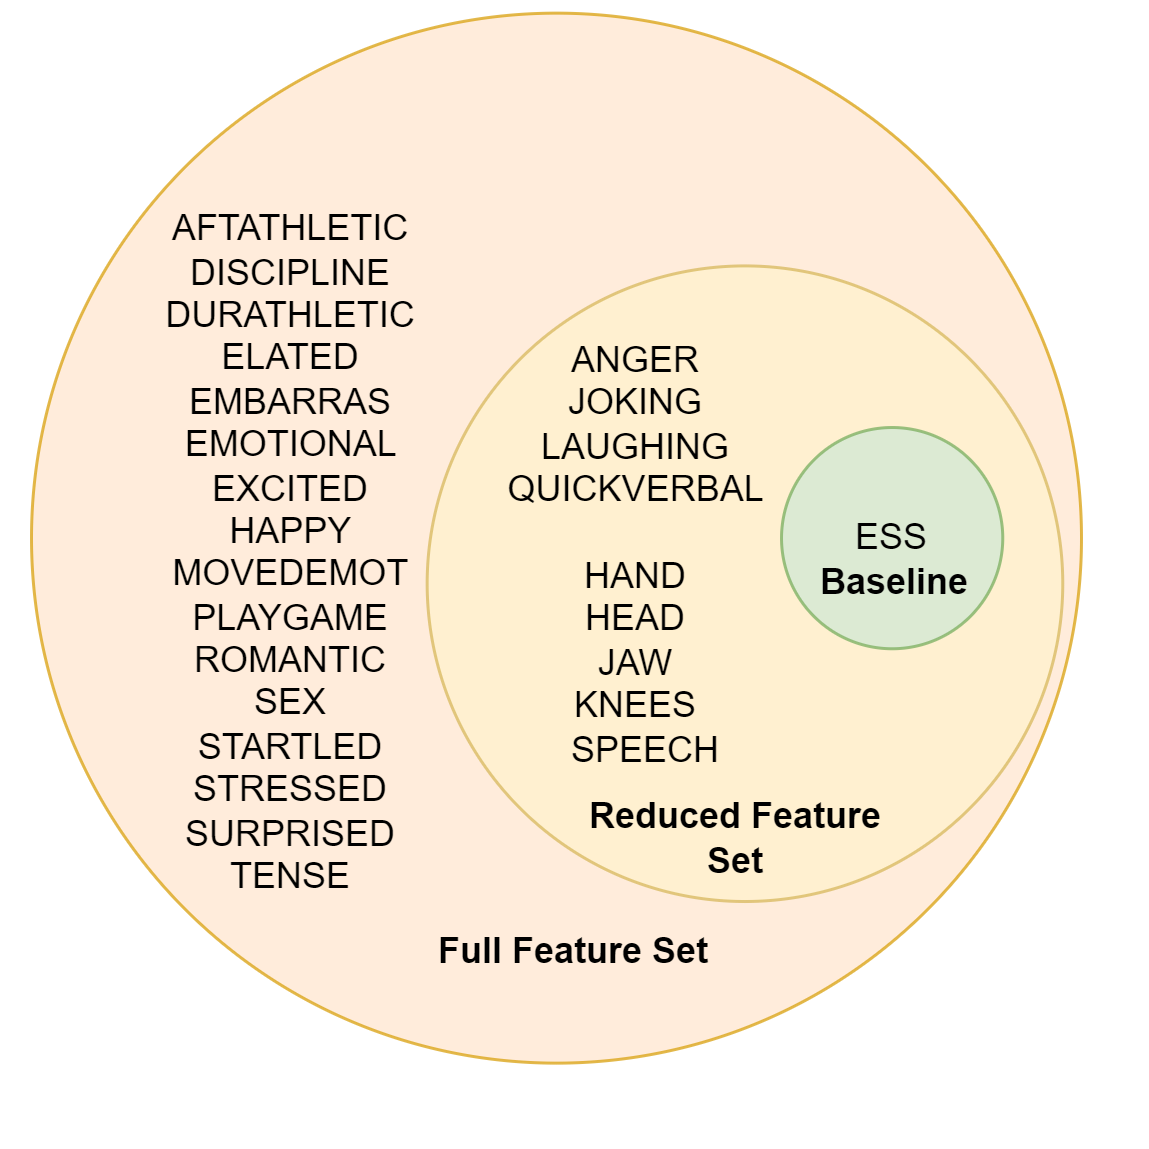 AFTATHLETIC
DISCIPLINE
DURATHLETIC
ELATED
EMBARRAS
EMOTIONAL
EXCITED
HAPPY
MOVEDEMOT
PLAYGAME
ROMANTIC
SEX
STARTLED
STRESSED
SURPRISED
TENSE
ANGER
JOKING
LAUGHING
QUICKVERBAL
HAND
HEAD
JAW
KNEES
SPEECH
Reduced Feature
Set
ESS
Baseline
Full Feature Set